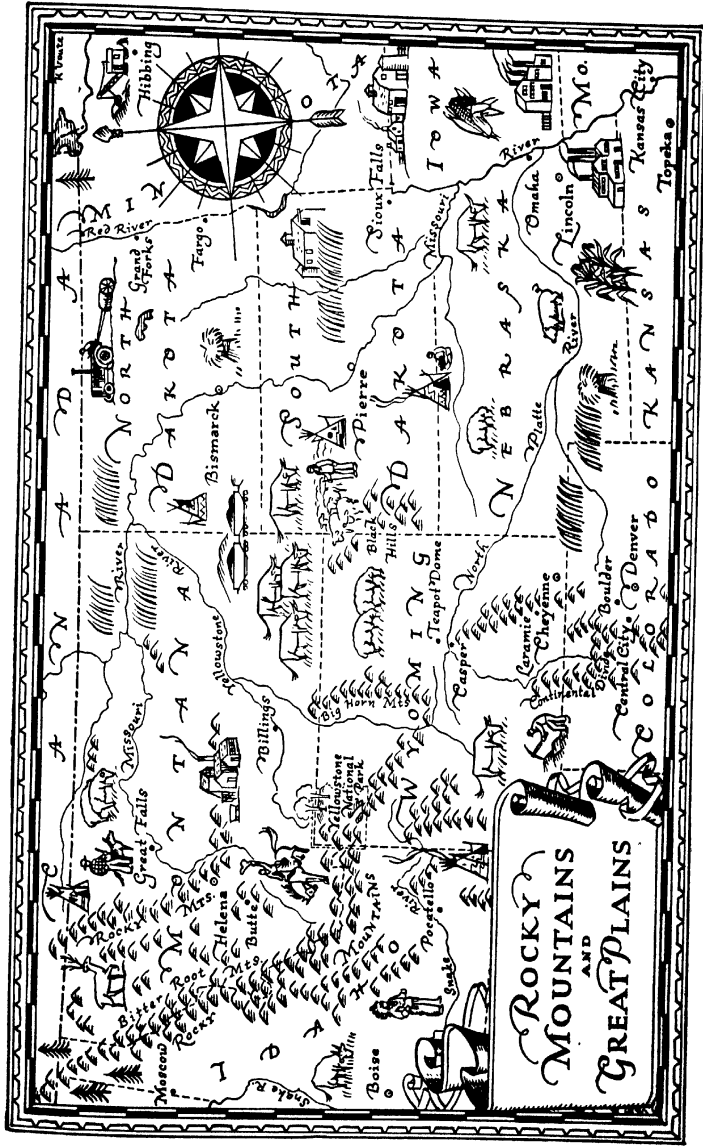 ROCKY
MOUNTAINS
AND
GREAT PLAINS
CANADA
IDAHO
Moscow
Snake R.
Boise
Snake
River
Pocatello
Bitter Root Mts
Rocky Mountains
Rocky Mts.
MONTANA
Great Falls
Helena
Butte
Billings
Missouri
River
Yellowstone
River
Yellowstone
National
Park
Big Horn Mts
WYOMING
Teapot Dome
Casper
Laramie
Cheyenne
North
Platte
River
Continental
Divide
COLORADO
Boulder
Central City
Denver
NORTH
DAKOTA
Bismarck
Grand
Forks
Fargo
Red River
SOUTH
DAKOTA
Black
Hills
Pierre
Sioux Falls
MIN
OTA
Hibbing
IOWA
NEBRASKA
Omaha
Lincoln
Missouri
River
MO.
Kansas City
Topeka
KANSAS